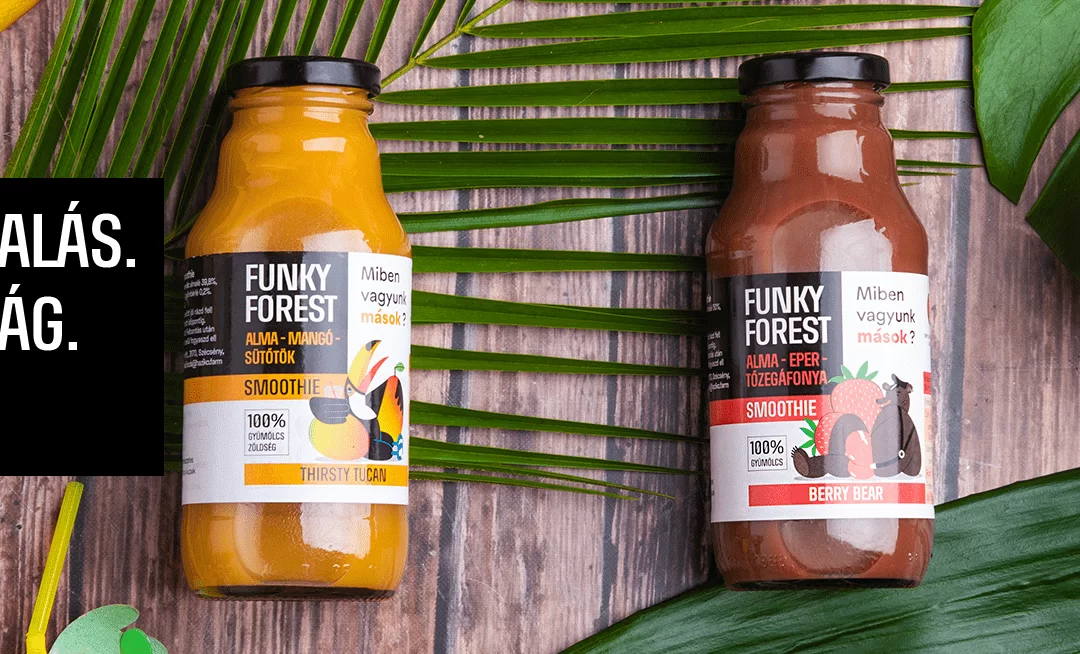 ALÁS.
ÁG.
FUNKY
FOREST
ALMA - MANGÓ -
SÜTŐTÖK
SMOOTHIE
100%
GYÜMÖLCS
ZÖLDSÉG
THIRSTY TUCAN
Miben
vagyunk
mások?
FUNKY
FOREST
ALMA - EPER -
TŐZEGÁFONYA
SMOOTHIE
100%
GYÜMÖLCS
BERRY BEAR
Miben
vagyunk
mások?